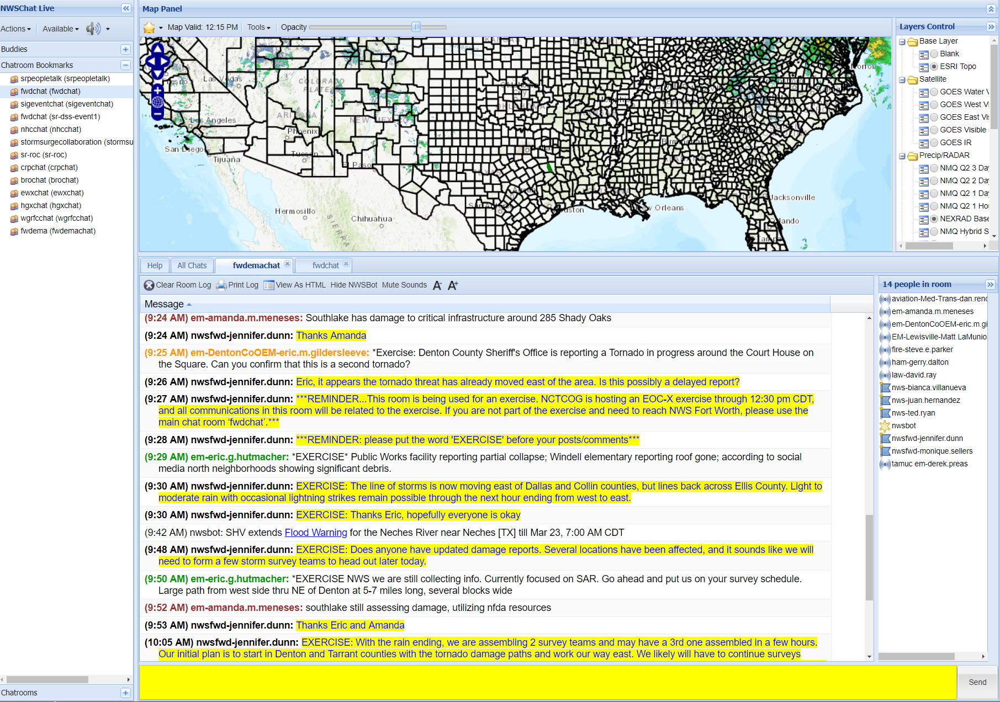 NWSChat Live
Map Panel
Actions
Available
Map Valid: 12:15 PM
Tools
Opacity
Layers Control
Buddies
Chatroom Bookmarks
srpeopletalk (srpeopletalk)
fwdchat (fwdchat)
sigeventchat (sigeventchat)
fwdchat (sr-dss-event1)
nhcchat (nhcchat)
stormsurgecollaboration (stormsu
sr-roc (sr-roc)
crpchat (crpchat)
brochat (brochat)
ewxchat (ewxchat)
hgxchat (hgxchat)
wgrfcchat (wgrfcchat)
fwdema (fwdemachat)
Chatrooms
Las Vegas
COLORADO
PLATE
Los Angeles
ARIZONA
NEW MEXICO
Phoenix
San Diego
Tijuana
Tucson
El Paso
Hermosillo
Chihuahua
SIERRA
TEXAS
Austin
San Antonio
Houston
New Orleans
Jacksonville
Orlando
Tampa
Base Layer
Blank
ESRI Topo
Satellite
GOES Water V
GOES West Vi
GOES East Vis
GOES Visible
GOES IR
Precip/RADAR
NMQ Q2 3 Day
NMQ Q2 2 Day
NMQ Q2 1 Day
NMQ Q2 1 Hou
NEXRAD Base
NMQ Hybrid S
Help
All Chats
fwdemachat
fwdchat
Clear Room Log
Print Log
View As HTML
Hide NWSBot
Mute Sounds
A-
A+
Message
(9:24 AM) em-amanda.m.meneses: Southlake has damage to critical infrastructure around 285 Shady Oaks
(9:24 AM) nwsfwd-jennifer.dunn: Thanks Amanda
(9:25 AM) em-DentonCoOEM-eric.m.gildersleeve: *Exercise: Denton County Sheriff's Office is reporting a Tornado in progress around the Court House on
the Square. Can you confirm that this is a second tornado?
(9:26 AM) nwsfwd-jennifer.dunn: Eric, it appears the tornado threat has already moved east of the area. Is this possibly a delayed report?
(9:27 AM) nwsfwd-jennifer.dunn: ***REMINDER...This room is being used for an exercise. NCTCOG is hosting an EOC-X exercise through 12:30 pm CDT,
and all communications in this room will be related to the exercise. If you are not part of the exercise and need to reach NWS Fort Worth, please use the
main chat room ‘fwdchat’.***
(9:28 AM) nwsfwd-jennifer.dunn: ***REMINDER: please put the word 'EXERCISE' before your posts/comments***
(9:29 AM) em-eric.g.hutmacher: *EXERCISE* Public Works facility reporting partial collapse; Windell elementary reporting roof gone; according to social
media north neighborhoods showing significant debris.
(9:30 AM) nwsfwd-jennifer.dunn: EXERCISE: The line of storms is now moving east of Dallas and Collin counties, but lines back across Ellis County. Light to
moderate rain with occasional lightning strikes remain possible through the next hour ending from west to east.
(9:30 AM) nwsfwd-jennifer.dunn: EXERCISE: Thanks Eric, hopefully everyone is okay
(9:42 AM) nwsbot: SHV extends Flood Warning for the Neches River near Neches [TX] till Mar 23, 7:00 AM CDT
(9:48 AM) nwsfwd-jennifer.dunn: EXERCISE: Does anyone have updated damage reports. Several locations have been affected, and it sounds like we will
need to form a few storm survey teams to head out later today.
(9:50 AM) em-eric.g.hutmacher: *EXERCISE NWS we are still collecting info. Currently focused on SAR. Go ahead and put us on your survey schedule.
Large path from west side thru NE of Denton at 5-7 miles long, several blocks wide
(9:52 AM) em-amanda.m.meneses: southlake still assessing damage, utilizing nfda resources
(9:53 AM) nwsfwd-jennifer.dunn: Thanks Eric and Amanda
(10:05 AM) nwsfwd-jennifer.dunn: EXERCISE: With the rain ending, we are assembling 2 survey teams and may have a 3rd one assembled in a few hours.
Our initial plan is to start in Denton and Tarrant counties with the tornado damage paths and work our way east. We likely will have to continue surveys
14 people in room
aviation-Med-Trans-dan.reno
em-amanda.m.meneses
em-DentonCoOEM-eric.m.gi
EM-Lewisville-Matt LaMunio
fire-steve.e.parker
ham-gerry.dalton
law-david.ray
nws-bianca.villanueva
nws-juan.hernandez
nws-ted.ryan
nwsbot
nwsfwd-jennifer.dunn
nwsfwd-monique.sellers
tamuc em-derek.preas
Send